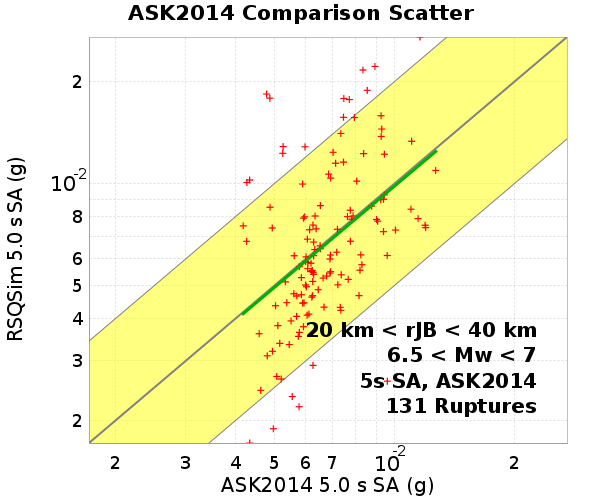 ASK2014 Comparison Scatter
RSQSim 5.0 s SA (g)
2
10-2
8
6
5
4
3
2
20 km < rJB < 40 km
6.5 < Mw < 7
5s SA, ASK2014
131 Ruptures
2 3 4 5 6 7 10-2 2
ASK2014 5.0 s SA (g)